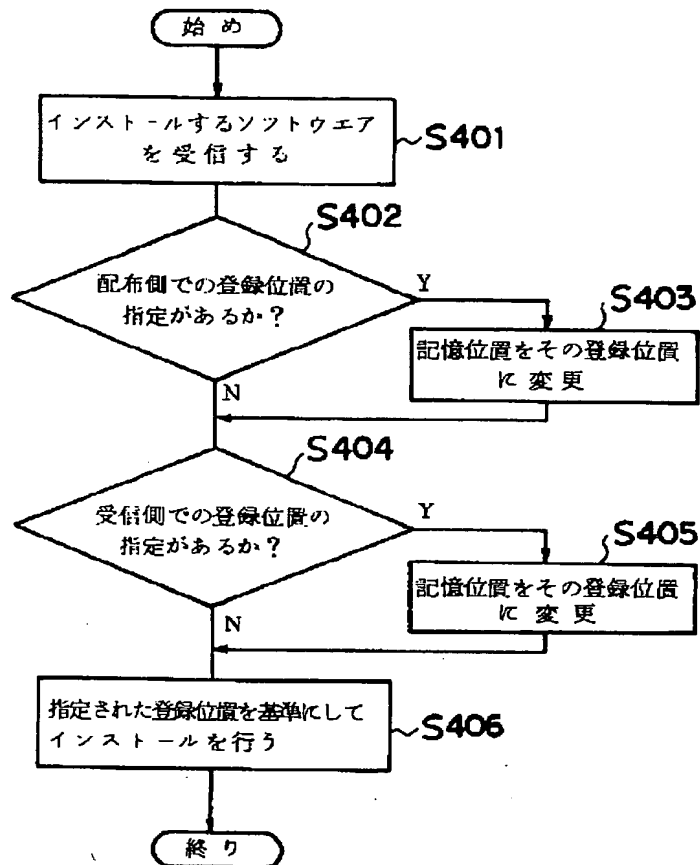 始め
インストールするソフトウエア
を受信する
S401
S402
配布側での登録位置の
指定があるか？
Y
S403
記憶位置をその登録位置
に変更
N
S404
受信側での登録位置の
指定があるか？
Y
S405
記憶位置をその登録位置
に変更
N
指定された登録位置を基準にして
インストールを行う
S406
終り